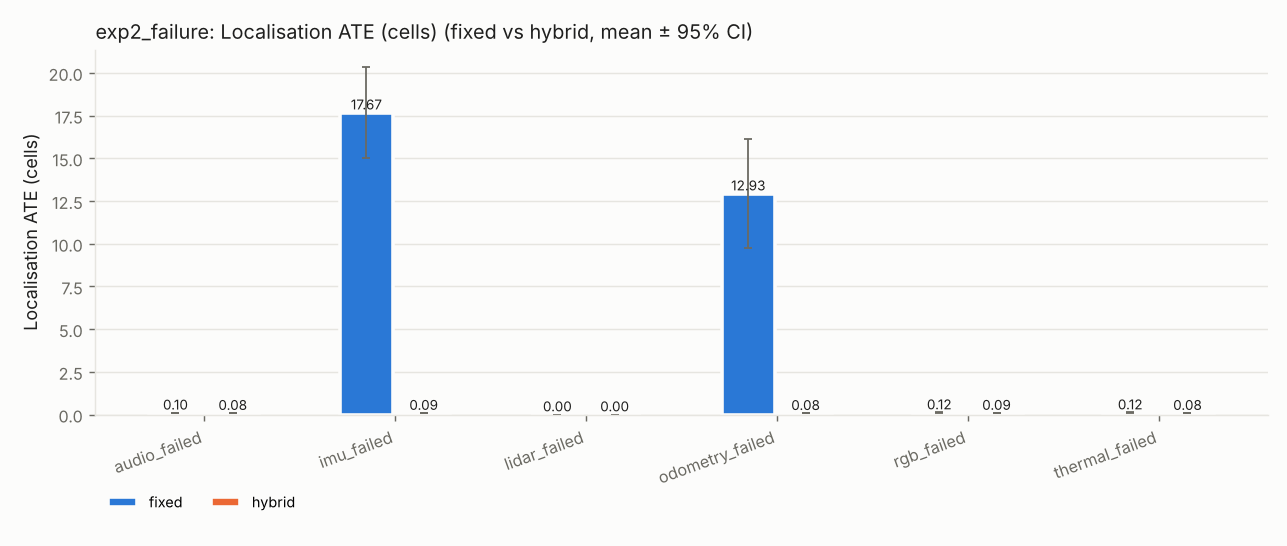 exp2_failure: Localisation ATE (cells) (fixed vs hybrid, mean ± 95% CI)
Localisation ATE (cells)
20.0
17.5
15.0
12.5
10.0
7.5
5.0
2.5
0.0
0.10 0.08
17.67 0.09
0.00 0.00
12.93 0.08
0.12 0.09
0.12 0.08
audio_failed
imu_failed
lidar_failed
odometry_failed
rgb_failed
thermal_failed
fixed hybrid